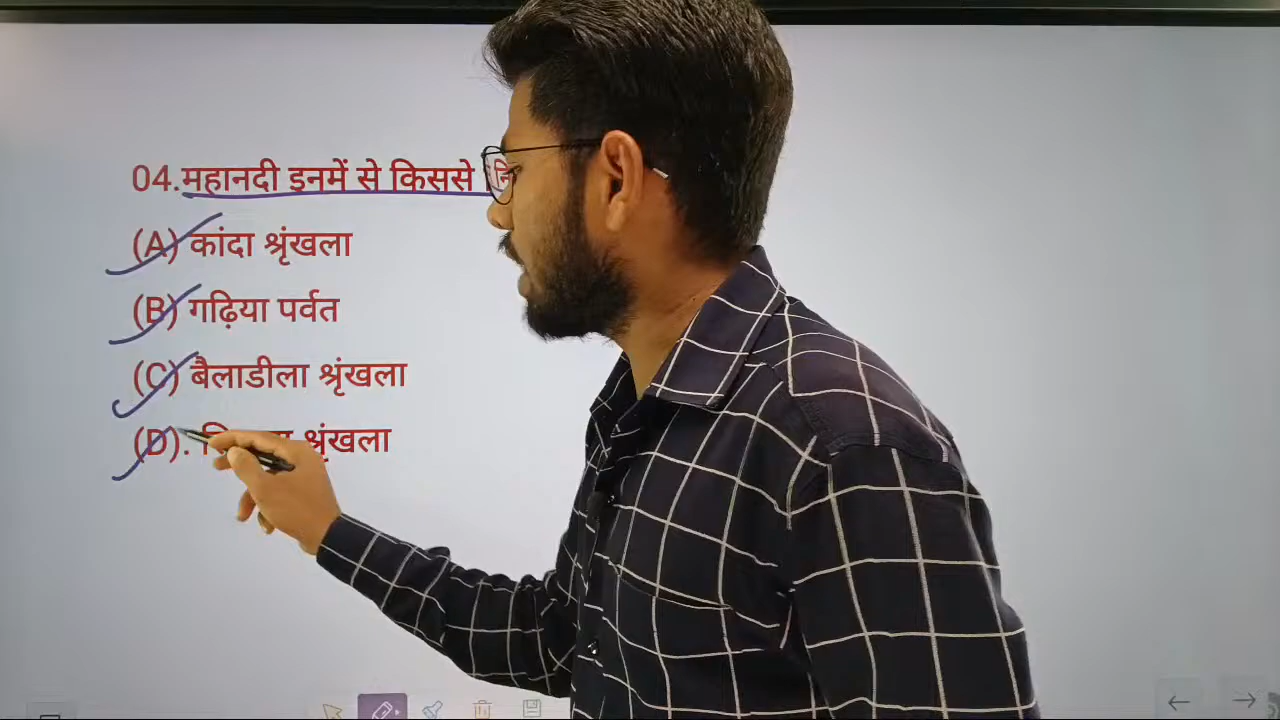 04.महानदी इनमें से किससे
(A) कांदा श्रृंखला
(B) गढ़िया पर्वत
(C) बैलाडीला श्रृंखला
(D). श्रृंखला